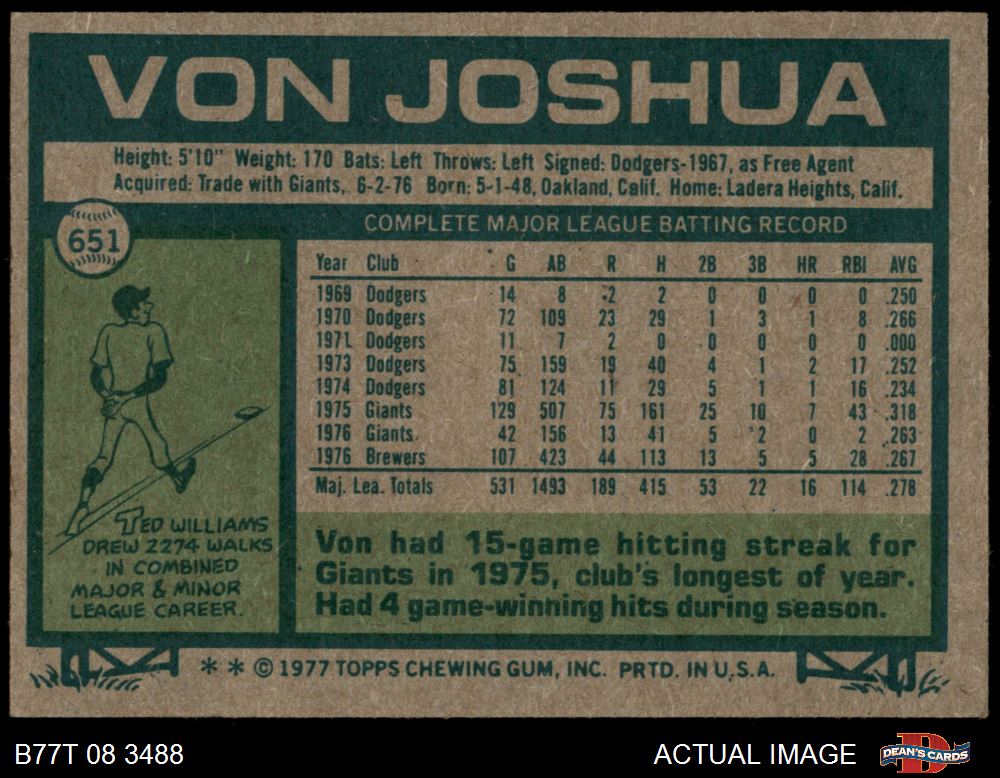 VON JOSHUA
Height: 5'10" Weight: 170 Bats: Left Throws: Left Signed: Dodgers-1967, as Free Agent
Acquired: Trade with Giants, 6-2-76 Born: 5-1-48, Oakland, Calif. Home: Ladera Heights, Calif.
651
COMPLETE MAJOR LEAGUE BATTING RECORD
Year Club G AB R H 2B 3B HR RBI AVG
1969 Dodgers 14 8 2 2 0 0 0 0 .250
1970 Dodgers 72 109 23 29 1 3 1 8 .266
1971 Dodgers 11 7 2 0 0 0 0 0 .000
1973 Dodgers 75 159 19 40 4 1 2 17 .252
1974 Dodgers 81 124 11 29 5 1 1 16 .234
1975 Giants 129 507 75 161 25 10 7 43 .318
1976 Giants 42 156 13 41 5 2 0 2 .263
1976 Brewers 107 423 44 113 13 5 5 28 .267
Maj. Lea. Totals 531 1493 189 415 53 22 16 114 .278
TED WILLIAMS
DREW 2274 WALKS
IN COMBINED
MAJOR & MINOR
LEAGUE CAREER.
Von had 15-game hitting streak for
Giants in 1975, club's longest of year.
Had 4 game-winning hits during season.
* * © 1977 TOPPS CHEWING GUM, INC. PRTD. IN U.S.A.
B77T 08 3488
ACTUAL IMAGE
DEAN'S CARDS